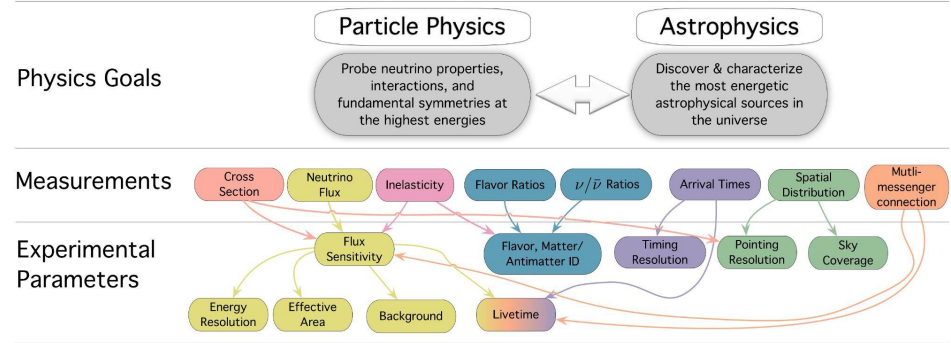 Particle Physics
Astrophysics
Physics Goals
Probe neutrino properties,
interactions, and
fundamental symmetries at
the highest energies
Discover & characterize
the most energetic
astrophysical sources in
the universe
Measurements
Cross
Section
Neutrino
Flux
Inelasticity
Flavor Ratios
ν/ν̄ Ratios
Arrival Times
Spatial
Distribution
Mutli-
messenger
connection
Experimental
Parameters
Flux
Sensitivity
Flavor, Matter/
Antimatter ID
Timing
Resolution
Pointing
Resolution
Sky
Coverage
Energy
Resolution
Effective
Area
Background
Livetime